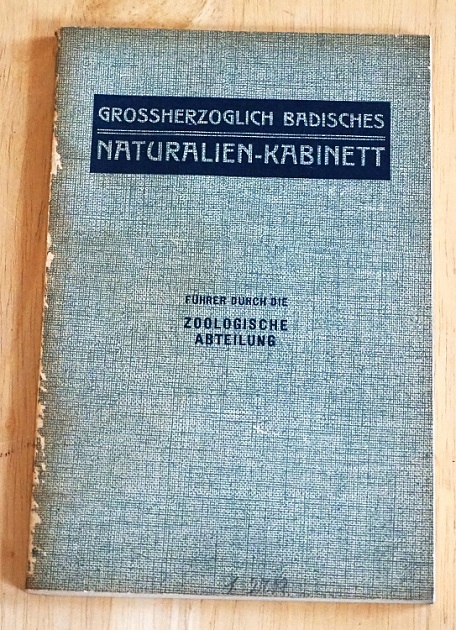 GROSSHERZOGLICH BADISCHES
NATURALIEN-KABINETT
FÜHRER DURCH DIE
ZOOLOGISCHE
ABTEILUNG